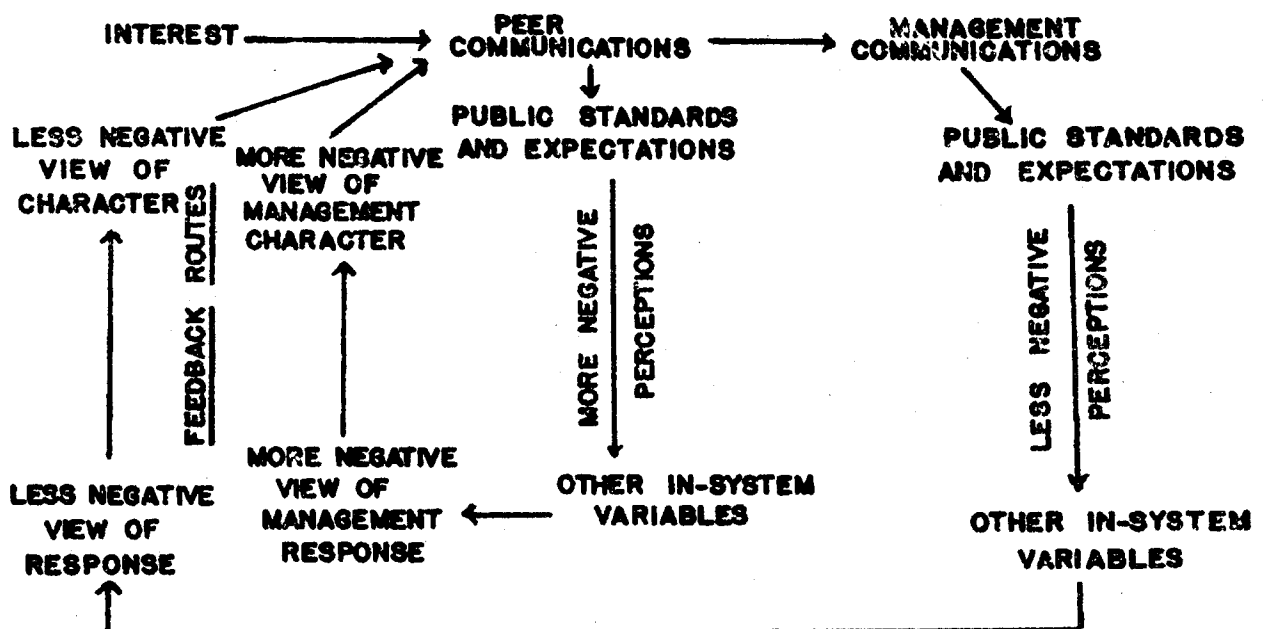 INTEREST
PEER
COMMUNICATIONS
MANAGEMENT
COMMUNICATIONS
LESS NEGATIVE
VIEW OF
CHARACTER
MORE NEGATIVE
VIEW OF
MANAGEMENT
CHARACTER
PUBLIC STANDARDS
AND EXPECTATIONS
PUBLIC STANDARDS
AND EXPECTATIONS
FEEDBACK ROUTES
MORE NEGATIVE
PERCEPTIONS
LESS NEGATIVE
PERCEPTIONS
LESS NEGATIVE
VIEW OF
RESPONSE
MORE NEGATIVE
VIEW OF
MANAGEMENT
RESPONSE
OTHER IN-SYSTEM
VARIABLES
OTHER IN-SYSTEM
VARIABLES